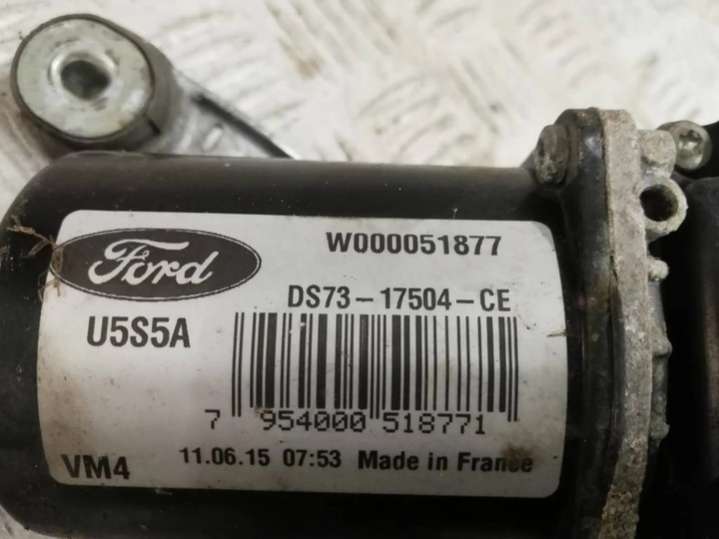 Ford
W000051877
DS73-17504-CE
U5S5A
7 954000 518771
VM4
11.06.15 07:53 Made in France